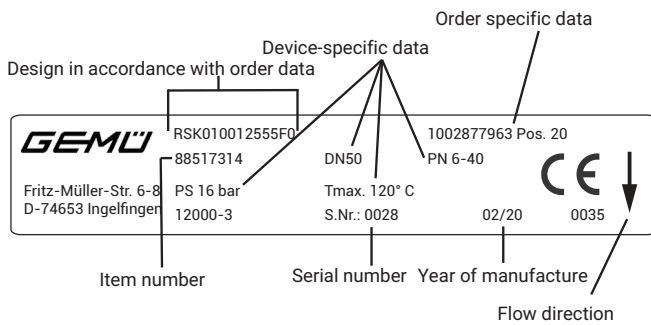 Order specific data
Device-specific data
Design in accordance with order data
GEMÜ
RSK010012555F0
1002877963 Pos. 20
88517314
DN50
PN 6-40
CE
Fritz-Müller-Str. 6-8
PS 16 bar
Tmax. 120° C
D-74653 Ingelfingen
12000-3
S.Nr.: 0028
02/20
0035
Item number
Serial number
Year of manufacture
Flow direction